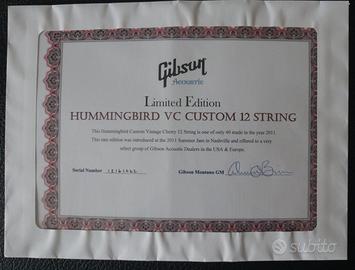 Gibson
Acoustic
Limited Edition
HUMMINGBIRD VC CUSTOM 12 STRING
This Hummingbird Custom Vintage Cherry 12 String is one of only 40 made in the year 2011.
This rare edition was introduced at the 2011 Summer Jam in Nashville and offered to a very
select group of Gibson Acoustic Dealers in the USA & Europe.
Serial Number
Gibson Montana GM
subito